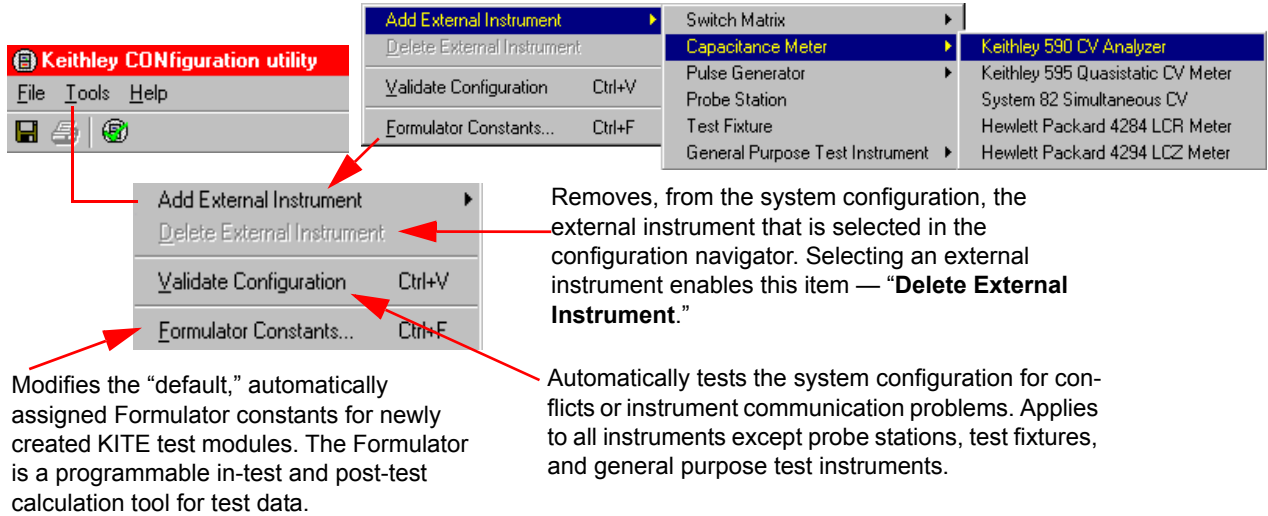 Keithley CONfiguration utility
File Tools Help
Add External Instrument
Delete External Instrument
Validate Configuration Ctrl+V
Formulator Constants... Ctrl+F
Switch Matrix
Capacitance Meter
Pulse Generator
Probe Station
Test Fixture
General Purpose Test Instrument
Keithley 590 CV Analyzer
Keithley 595 Quasistatic CV Meter
System 82 Simultaneous CV
Hewlett Packard 4284 LCR Meter
Hewlett Packard 4294 LCZ Meter
Add External Instrument
Delete External Instrument
Validate Configuration Ctrl+V
Formulator Constants... Ctrl+F
Removes, from the system configuration, the
external instrument that is selected in the
configuration navigator. Selecting an external
instrument enables this item — “Delete External
Instrument.”
Modifies the “default,” automatically
assigned Formulator constants for newly
created KITE test modules. The Formulator
is a programmable in-test and post-test
calculation tool for test data.
Automatically tests the system configuration for con-
flicts or instrument communication problems. Applies
to all instruments except probe stations, test fixtures,
and general purpose test instruments.